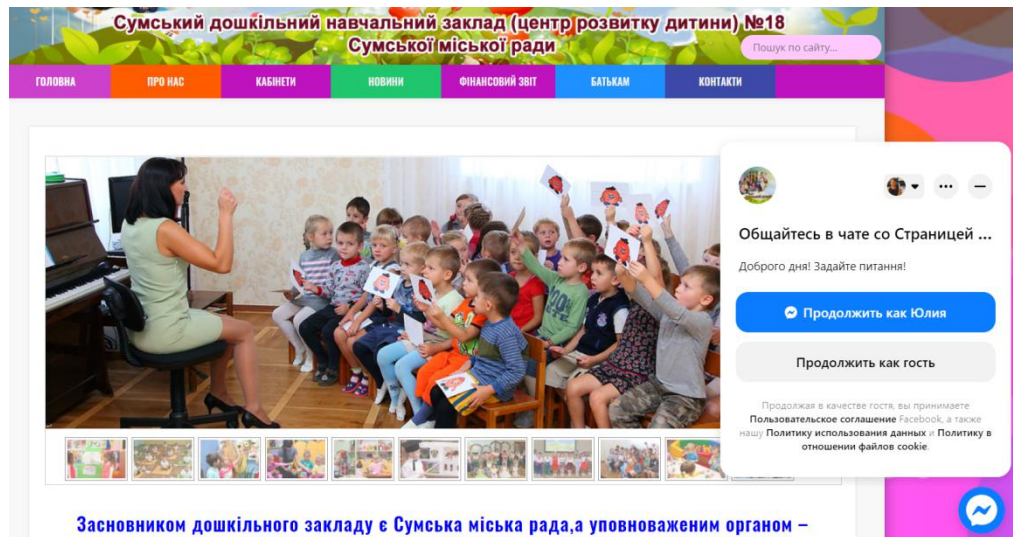 Сумський дошкільний навчальний заклад (центр розвитку дитини) №18
Сумської міської ради
Пошук по сайту...
ГОЛОВНА ПРО НАС КАБІНЕТИ НОВИНИ ФІНАНСОВИЙ ЗВІТ БАТЬКАМ КОНТАКТИ
Общайтесь в чате со Страницей ...
Доброго дня! Задайте питання!
Продолжить как Юлия
Продолжить как гость
Продолжая в качестве гостя, вы принимаете
Пользовательское соглашение Facebook, а также
нашу Политику использования данных и Политику в
отношении файлов cookie.
Засновником дошкільного закладу є Сумська міська рада,а уповноваженим органом –